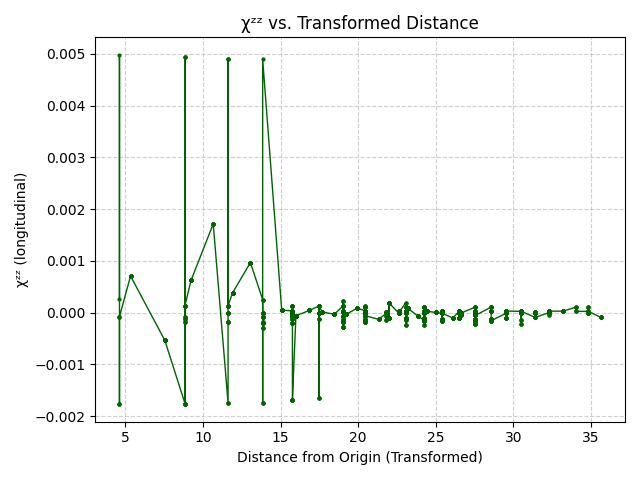 χᶻᶻ vs. Transformed Distance
0.005
0.004
0.003
0.002
0.001
0.000
−0.001
−0.002
χᶻᶻ (longitudinal)
5 10 15 20 25 30 35
Distance from Origin (Transformed)